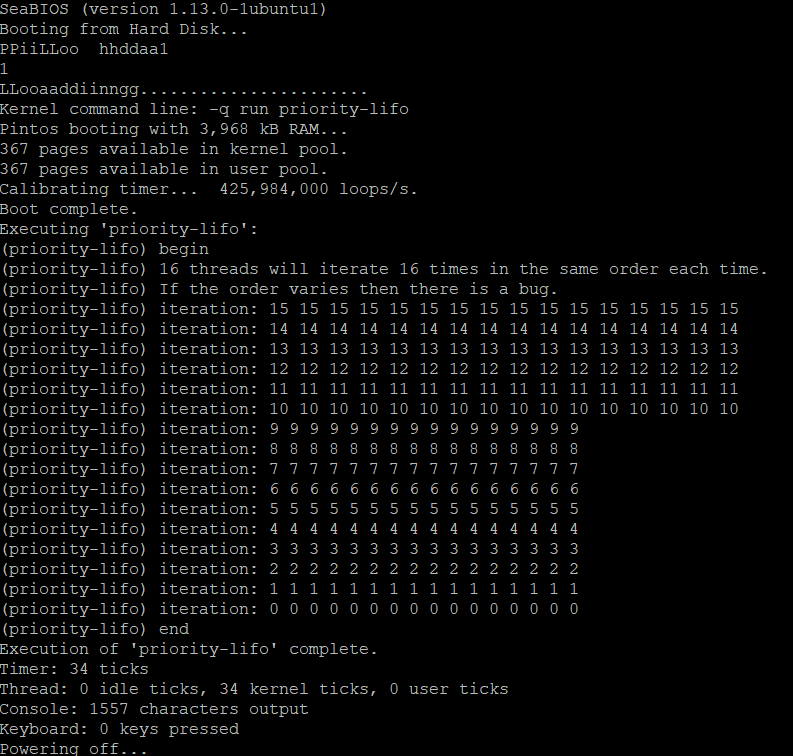 SeaBIOS (version 1.13.0-1ubuntu1)
Booting from Hard Disk...
PPiiLLoo  hhddaa1
1
LLooaaddiinngg.......................
Kernel command line: -q run priority-lifo
Pintos booting with 3,968 kB RAM...
367 pages available in kernel pool.
367 pages available in user pool.
Calibrating timer...  425,984,000 loops/s.
Boot complete.
Executing 'priority-lifo':
(priority-lifo) begin
(priority-lifo) 16 threads will iterate 16 times in the same order each time.
(priority-lifo) If the order varies then there is a bug.
(priority-lifo) iteration: 15 15 15 15 15 15 15 15 15 15 15 15 15 15 15 15
(priority-lifo) iteration: 14 14 14 14 14 14 14 14 14 14 14 14 14 14 14 14
(priority-lifo) iteration: 13 13 13 13 13 13 13 13 13 13 13 13 13 13 13 13
(priority-lifo) iteration: 12 12 12 12 12 12 12 12 12 12 12 12 12 12 12 12
(priority-lifo) iteration: 11 11 11 11 11 11 11 11 11 11 11 11 11 11 11 11
(priority-lifo) iteration: 10 10 10 10 10 10 10 10 10 10 10 10 10 10 10 10
(priority-lifo) iteration: 9 9 9 9 9 9 9 9 9 9 9 9 9 9 9 9
(priority-lifo) iteration: 8 8 8 8 8 8 8 8 8 8 8 8 8 8 8 8
(priority-lifo) iteration: 7 7 7 7 7 7 7 7 7 7 7 7 7 7 7 7
(priority-lifo) iteration: 6 6 6 6 6 6 6 6 6 6 6 6 6 6 6 6
(priority-lifo) iteration: 5 5 5 5 5 5 5 5 5 5 5 5 5 5 5 5
(priority-lifo) iteration: 4 4 4 4 4 4 4 4 4 4 4 4 4 4 4 4
(priority-lifo) iteration: 3 3 3 3 3 3 3 3 3 3 3 3 3 3 3 3
(priority-lifo) iteration: 2 2 2 2 2 2 2 2 2 2 2 2 2 2 2 2
(priority-lifo) iteration: 1 1 1 1 1 1 1 1 1 1 1 1 1 1 1 1
(priority-lifo) iteration: 0 0 0 0 0 0 0 0 0 0 0 0 0 0 0 0
(priority-lifo) end
Execution of 'priority-lifo' complete.
Timer: 34 ticks
Thread: 0 idle ticks, 34 kernel ticks, 0 user ticks
Console: 1557 characters output
Keyboard: 0 keys pressed
Powering off...